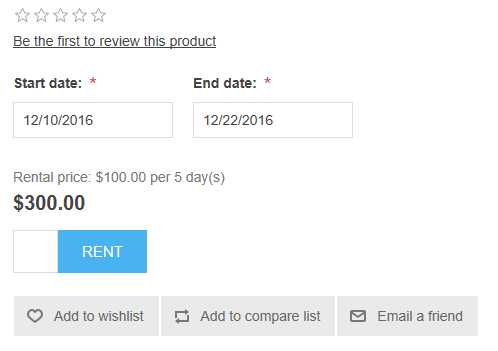 Be the first to review this product
Start date: * End date: *
12/10/2016 12/22/2016
Rental price: $100.00 per 5 day(s)
$300.00
RENT
Add to wishlist Add to compare list Email a friend